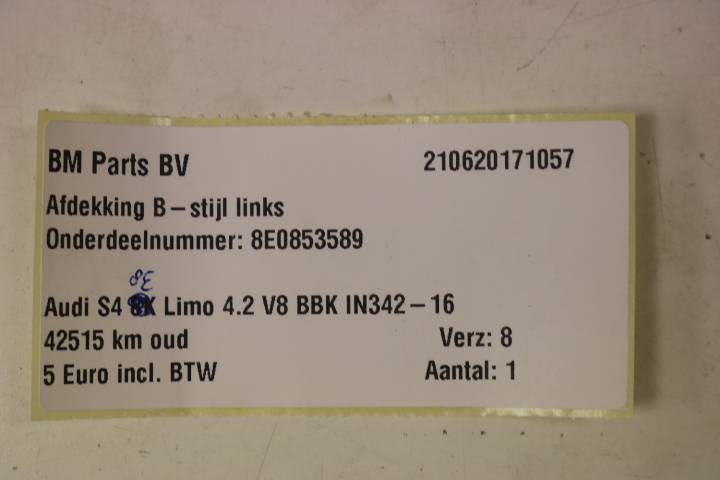 BM Parts BV 210620171057
Afdekking B-stijl links
Onderdeelnummer: 8E0853589
Audi S4 Limo 4.2 V8 BBK IN342-16
42515 km oud Verz: 8
5 Euro incl. BTW Aantal: 1